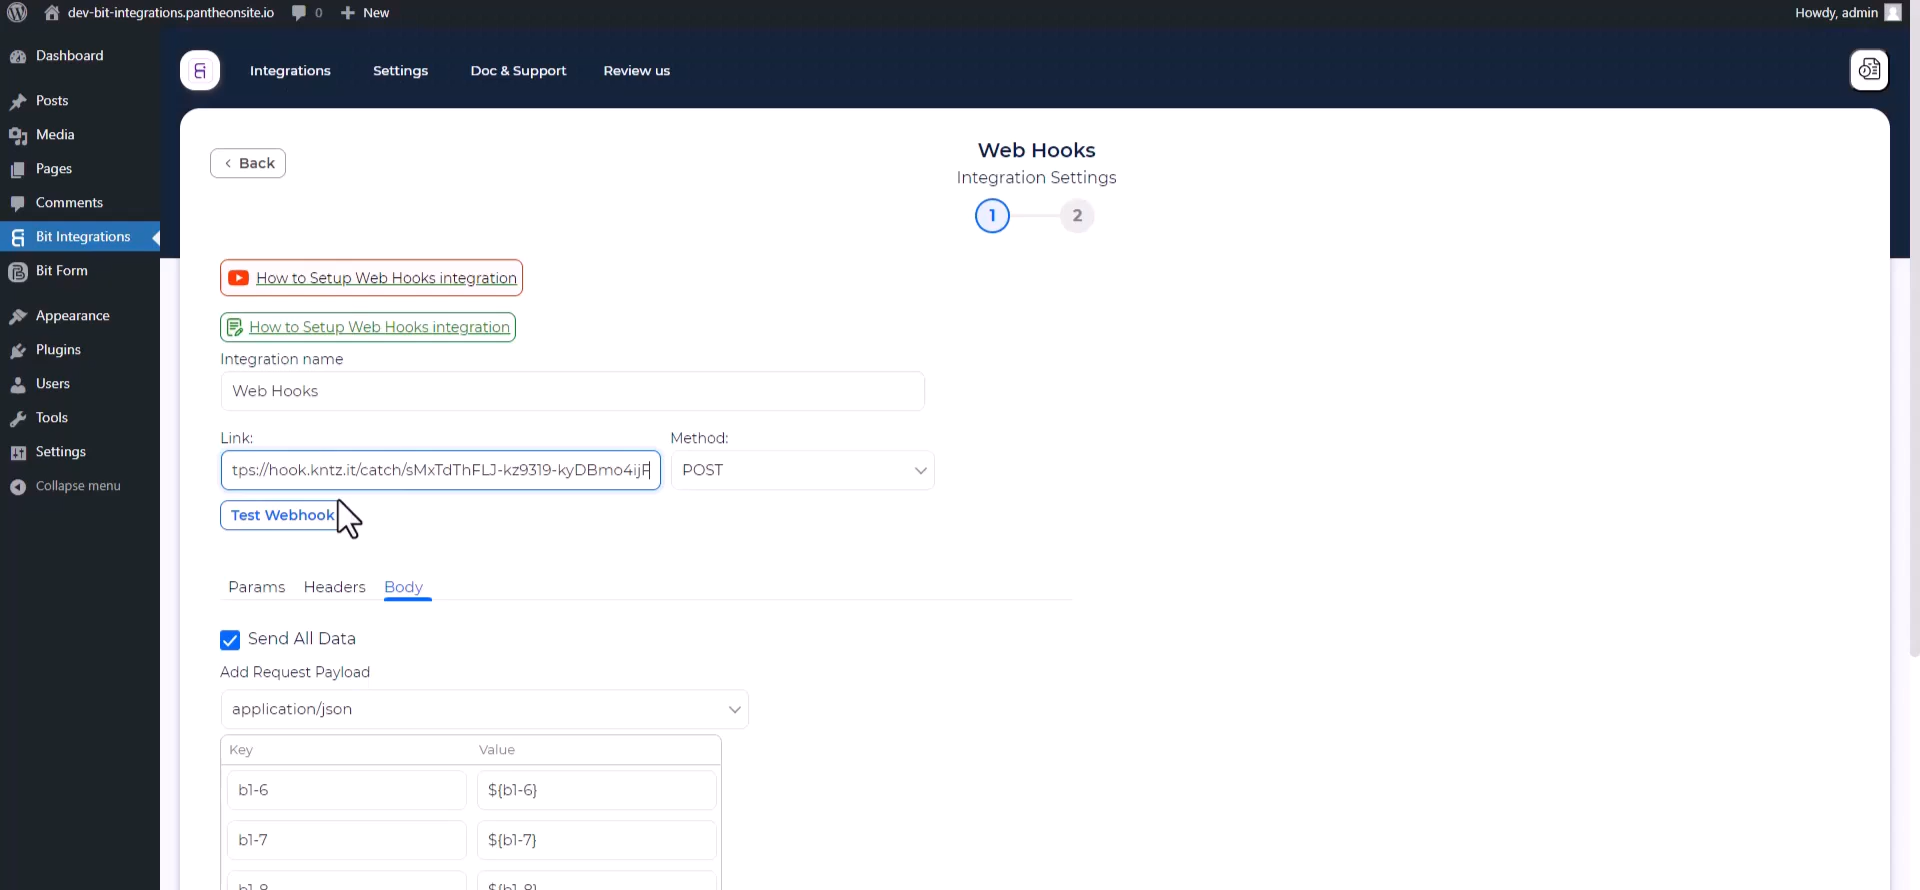 dev-bit-integrations.pantheonsite.io 0 New Howdy, admin
Dashboard
Posts
Media
Pages
Comments
Bit Integrations
Bit Form
Appearance
Plugins
Users
Tools
Settings
Collapse menu
Integrations Settings Doc & Support Review us
Back
Web Hooks
Integration Settings
1 2
How to Setup Web Hooks integration
How to Setup Web Hooks integration
Integration name
Web Hooks
Link: Method:
tps://hook.kntz.it/catch/sMxTdThFLJ-kz9319-kyDBmo4ijF POST
Test Webhook
Params Headers Body
Send All Data
Add Request Payload
application/json
Key Value
b1-6 ${b1-6}
b1-7 ${b1-7}
b1-8 ${b1-8}